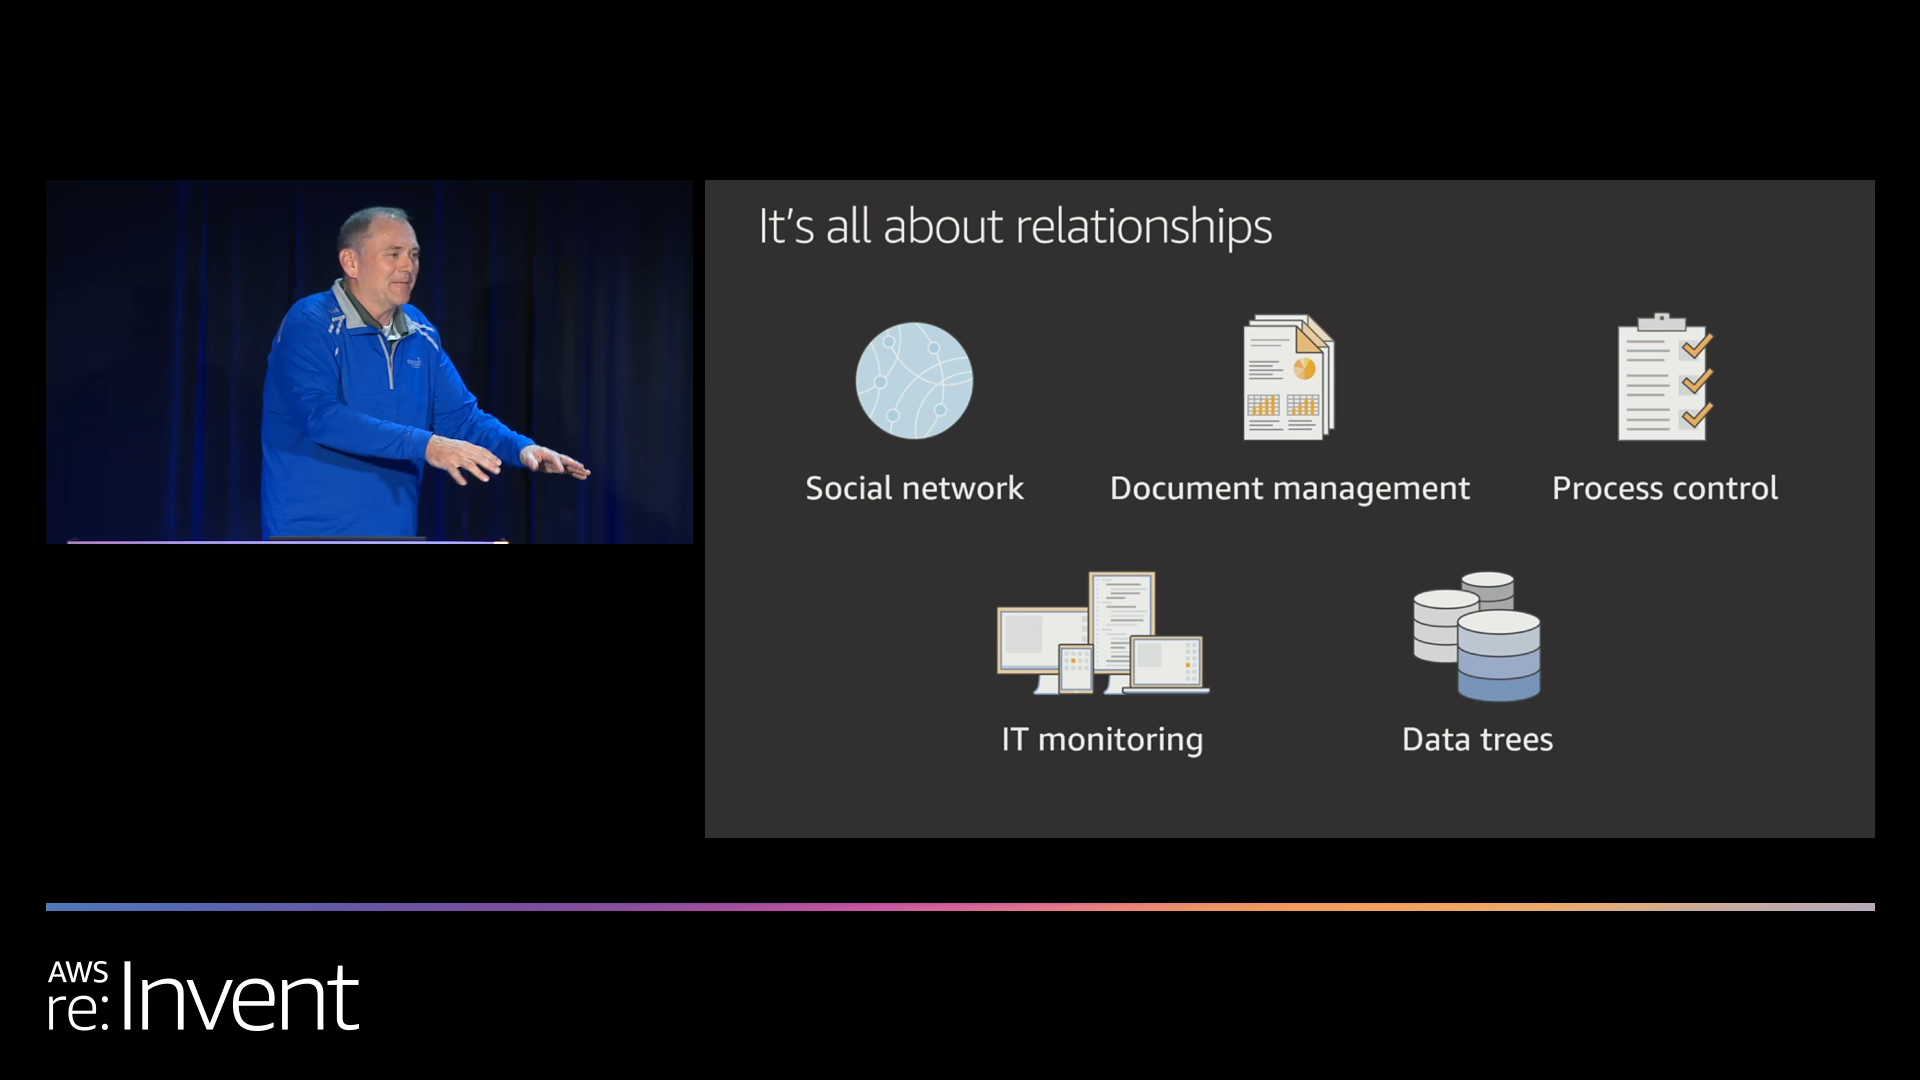 It's all about relationships
Social network
Document management
Process control
IT monitoring
Data trees
AWS
re:Invent